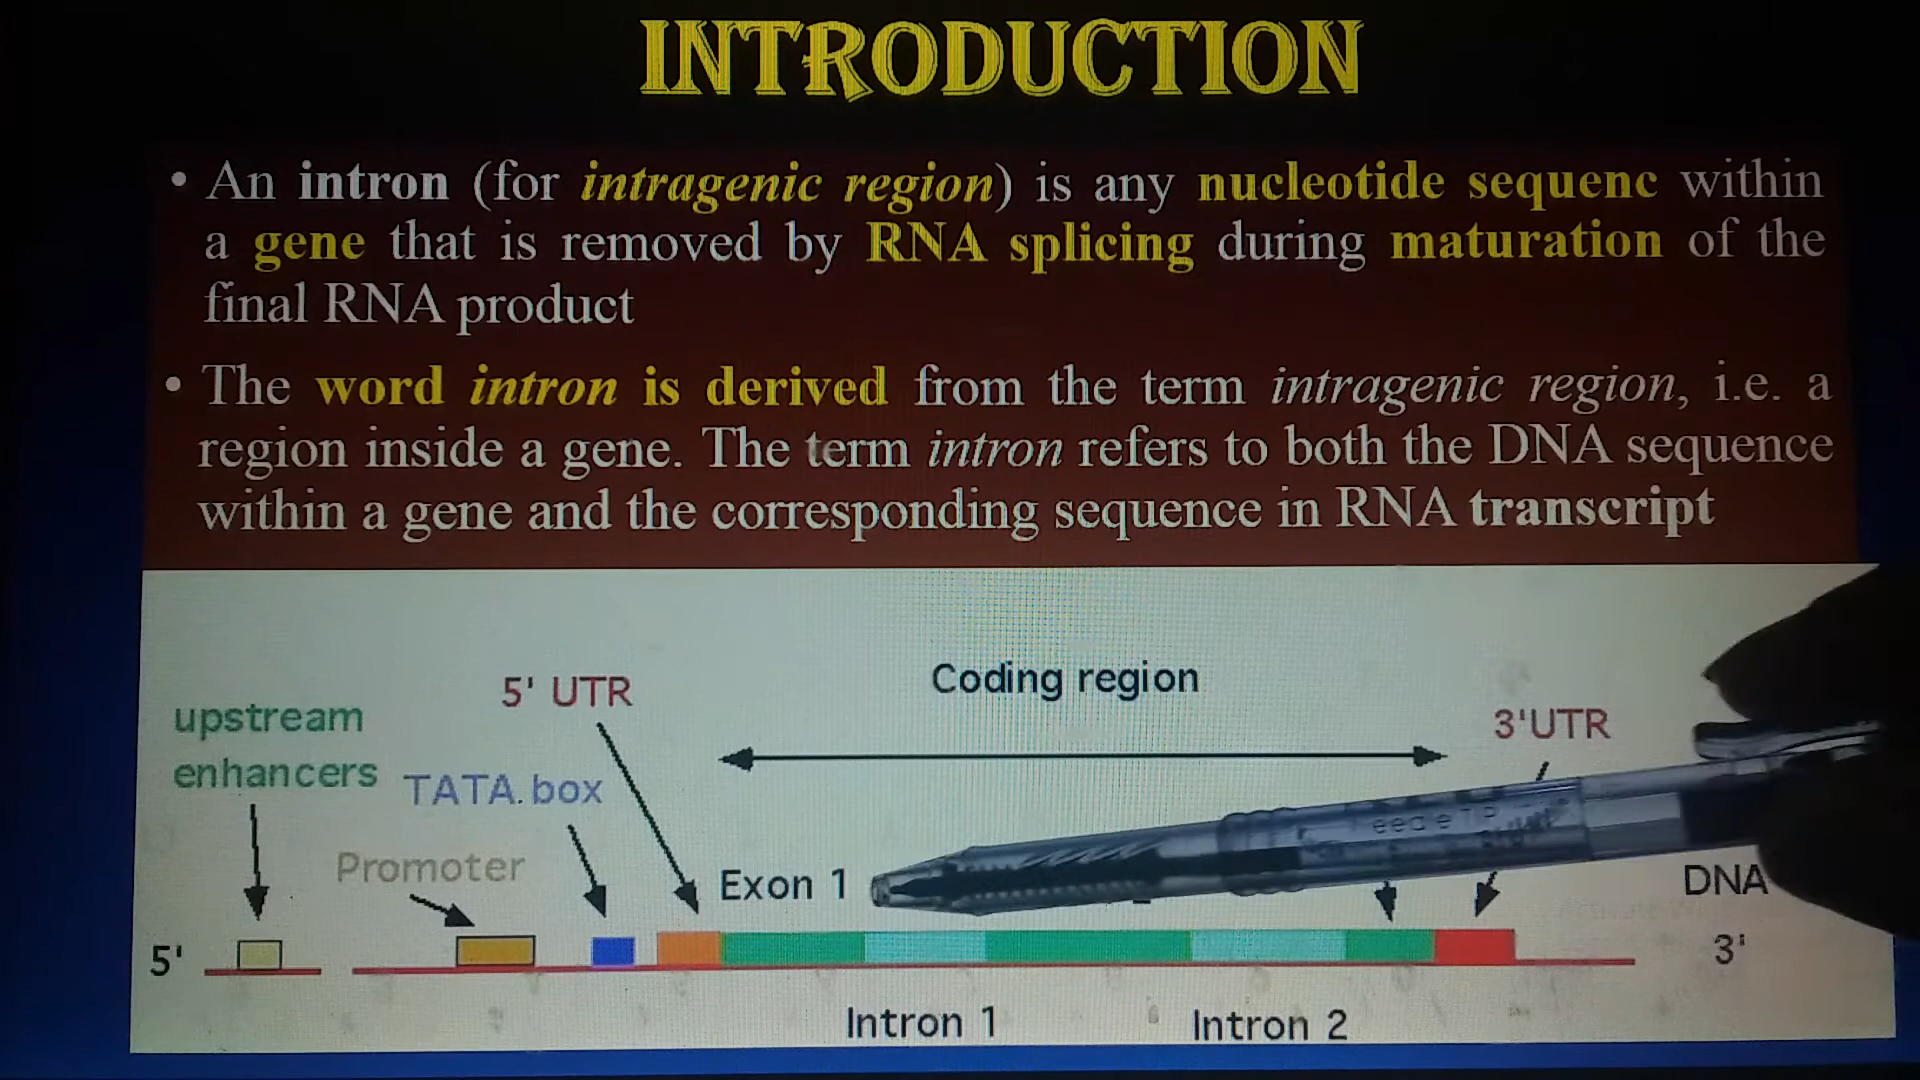 INTRODUCTION
• An intron (for intragenic region) is any nucleotide sequenc within
a gene that is removed by RNA splicing during maturation of the
final RNA product
• The word intron is derived from the term intragenic region, i.e. a
region inside a gene. The term intron refers to both the DNA sequence
within a gene and the corresponding sequence in RNA transcript
Coding region
5' UTR
upstream
enhancers
3'UTR
TATA.box
Promoter
Exon 1
DNA
5'
3'
Intron 1
Intron 2